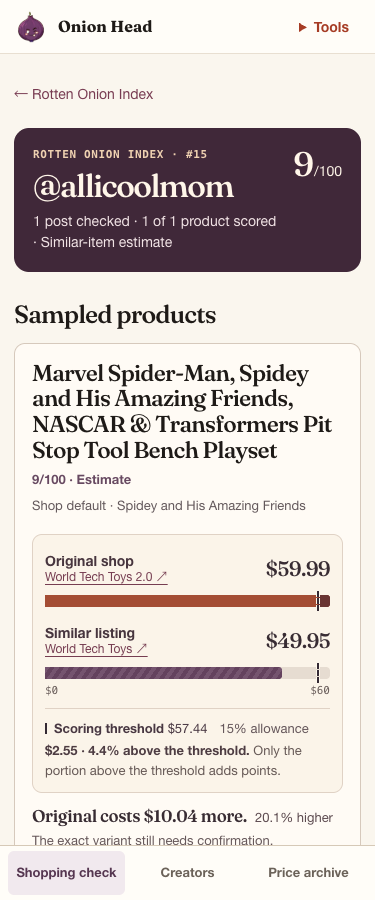 Onion Head
▶ Tools
← Rotten Onion Index
ROTTEN ONION INDEX · #15
9/100
@allicoolmom
1 post checked · 1 of 1 product scored
· Similar-item estimate
Sampled products
Marvel Spider-Man, Spidey
and His Amazing Friends,
NASCAR & Transformers Pit
Stop Tool Bench Playset
9/100 · Estimate
Shop default · Spidey and His Amazing Friends
Original shop
World Tech Toys 2.0 ↗
$59.99
Similar listing
World Tech Toys ↗
$49.95
$0 $60
Scoring threshold $57.44 15% allowance
$2.55 · 4.4% above the threshold. Only the
portion above the threshold adds points.
Original costs $10.04 more. 20.1% higher
The exact variant still needs confirmation.
Shopping check Creators Price archive